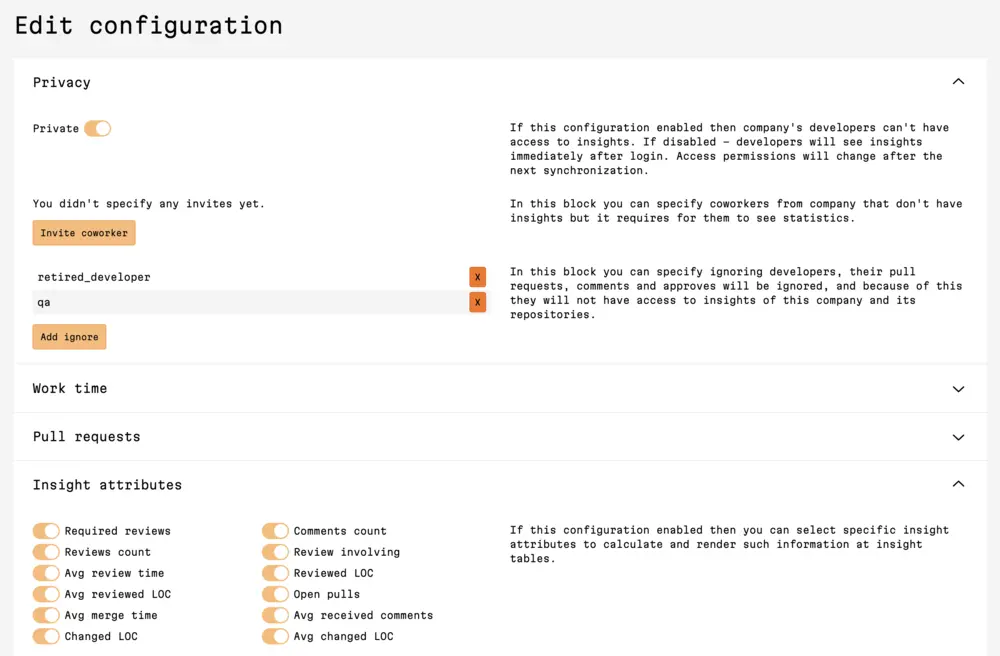 Edit configuration
Privacy
Private
If this configuration enabled then company's developers can't have
access to insights. If disabled – developers will see insights
immediately after login. Access permissions will change after the
next synchronization.
You didn't specify any invites yet.
Invite coworker
In this block you can specify coworkers from company that don't have
insights but it requires for them to see statistics.
retired_developer
X
qa
X
Add ignore
In this block you can specify ignoring developers, their pull
requests, comments and approves will be ignored, and because of this
they will not have access to insights of this company and its
repositories.
Work time
Pull requests
Insight attributes
Required reviews
Reviews count
Avg review time
Avg reviewed LOC
Avg merge time
Changed LOC
Comments count
Review involving
Reviewed LOC
Open pulls
Avg received comments
Avg changed LOC
If this configuration enabled then you can select specific insight
attributes to calculate and render such information at insight
tables.